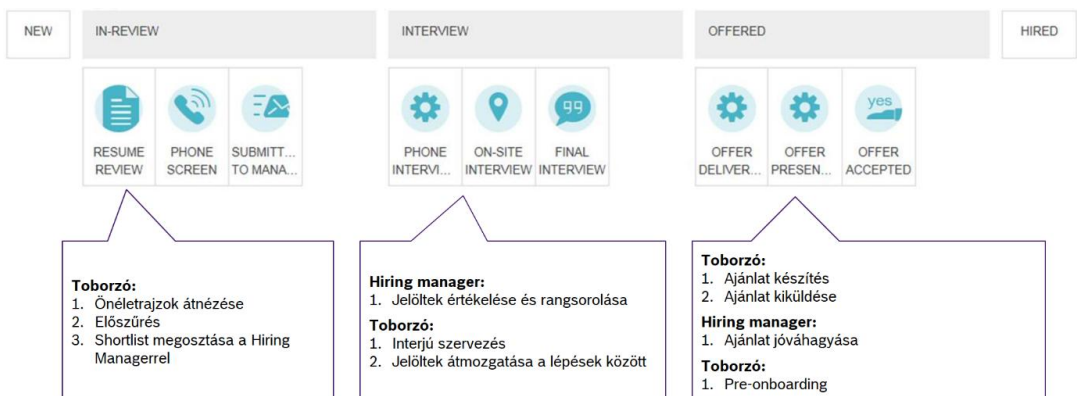 NEW
IN-REVIEW
INTERVIEW
OFFERED
HIRED
RESUME
REVIEW
PHONE
SCREEN
SUBMITT...
TO MANA...
PHONE
INTERVI...
ON-SITE
INTERVIEW
FINAL
INTERVIEW
OFFER
DELIVER...
OFFER
PRESEN...
yes
OFFER
ACCEPTED
Toborzó:
1. Önéletrajzok átnézése
2. Előszűrés
3. Shortlist megosztása a Hiring
Managerrel
Hiring manager:
1. Jelöltek értékelése és rangsorolása
Toborzó:
1. Interjú szervezés
2. Jelöltek átmozgatása a lépések között
Toborzó:
1. Ajánlat készítés
2. Ajánlat kiküldése
Hiring manager:
1. Ajánlat jóváhagyása
Toborzó:
1. Pre-onboarding